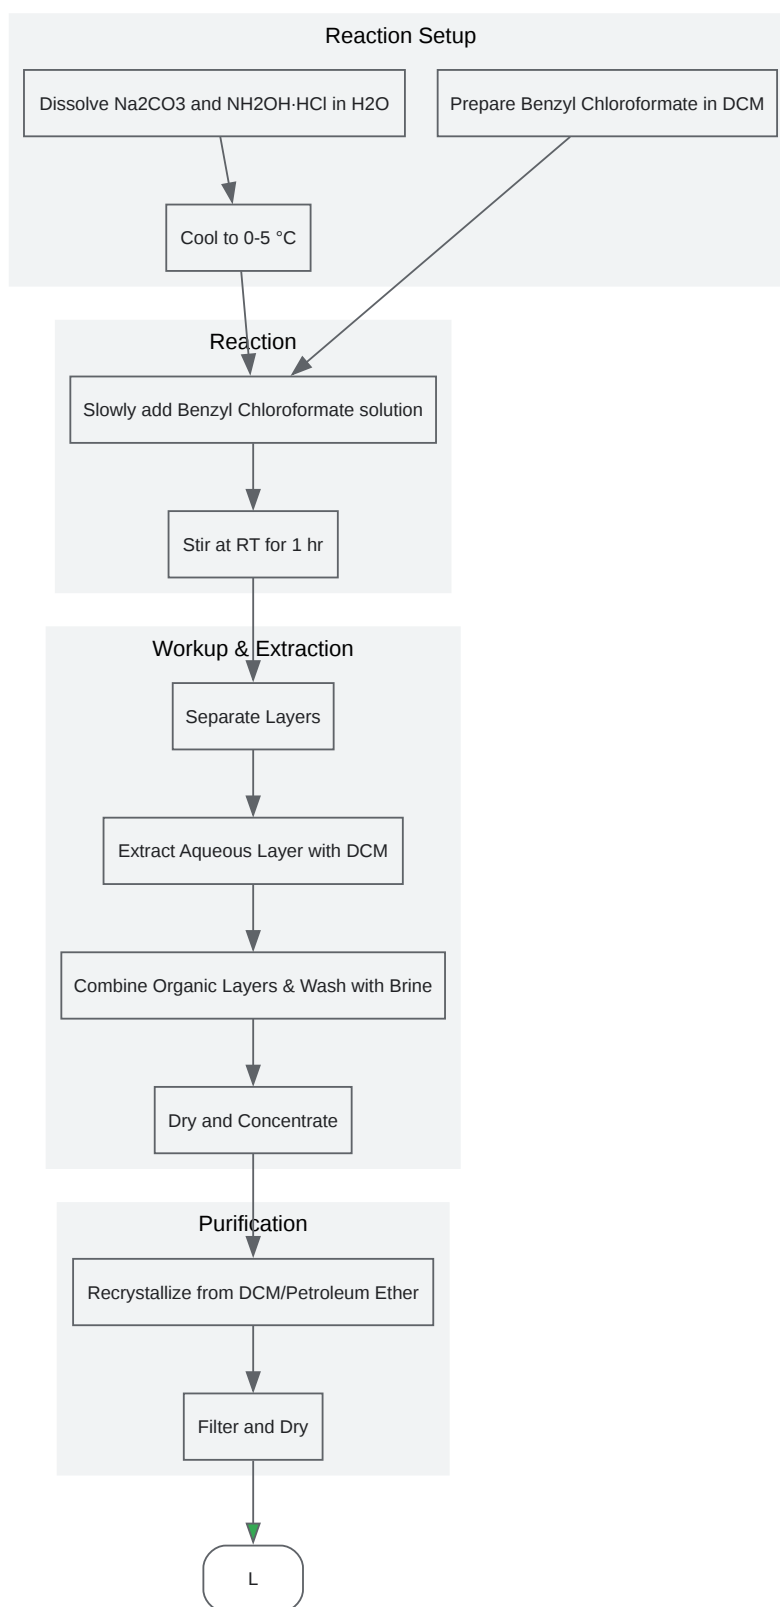 Reaction Setup
Dissolve Na2CO3 and NH2OH·HCl in H2O
Prepare Benzyl Chloroformate in DCM
Cool to 0-5 °C
Reaction
Slowly add Benzyl Chloroformate solution
Stir at RT for 1 hr
Workup & Extraction
Separate Layers
Extract Aqueous Layer with DCM
Combine Organic Layers & Wash with Brine
Dry and Concentrate
Purification
Recrystallize from DCM/Petroleum Ether
Filter and Dry
L